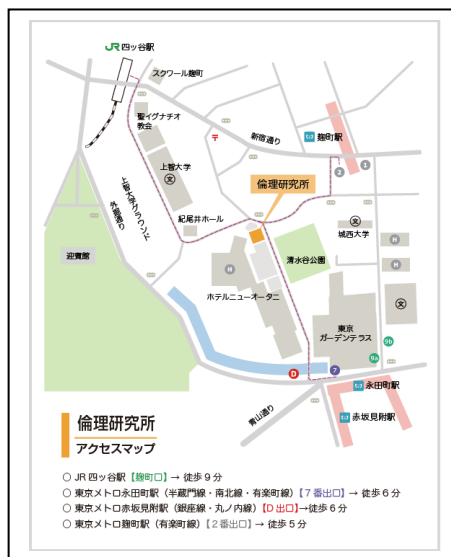 JR 四ッ谷駅
スクワール麹町
聖イグナチオ
教会
新宿通り
麹町駅
上智大学
文
〒
2
1
倫理研究所
上智大学グラウンド
外堀通り
紀尾井ホール
文
城西大学
迎賓館
清水谷公園
H
H
H
ホテルニューオータニ
文
東京
ガーデンテラス
9b
9a
D
7
永田町駅
青山通り
赤坂見附駅
倫理研究所
アクセスマップ
○ JR 四ッ谷駅【麹町口】→ 徒歩9分
○ 東京メトロ永田町駅（半蔵門線・南北線・有楽町線）【7番出口】→ 徒歩6分
○ 東京メトロ赤坂見附駅（銀座線・丸ノ内線）【D出口】→徒歩6分
○ 東京メトロ麹町駅（有楽町線）【2番出口】→ 徒歩5分